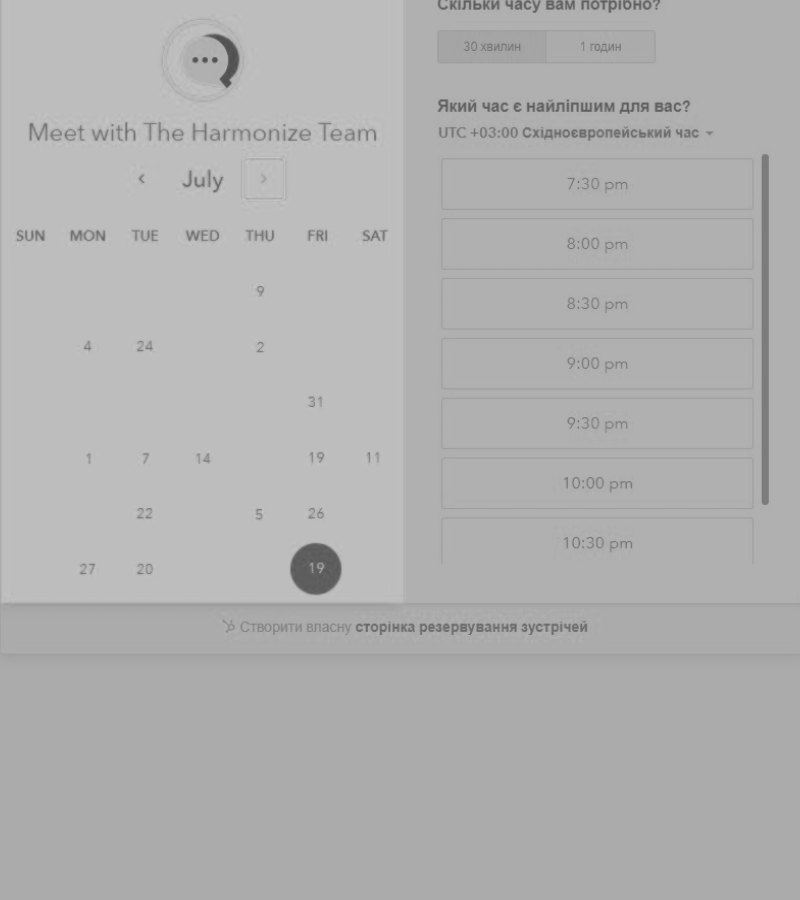 Meet with The Harmonize Team
July
SUN MON TUE WED THU FRI SAT
9
4 24 2
31
1 7 14 19 11
22 5 26
27 20 19
Скільки часу вам потрібно?
30 хвилин 1 годин
Який час є найліпшим для вас?
UTC +03:00 Східноєвропейський час
7:30 pm
8:00 pm
8:30 pm
9:00 pm
9:30 pm
10:00 pm
10:30 pm
Створити власну сторінка резервування зустрічей